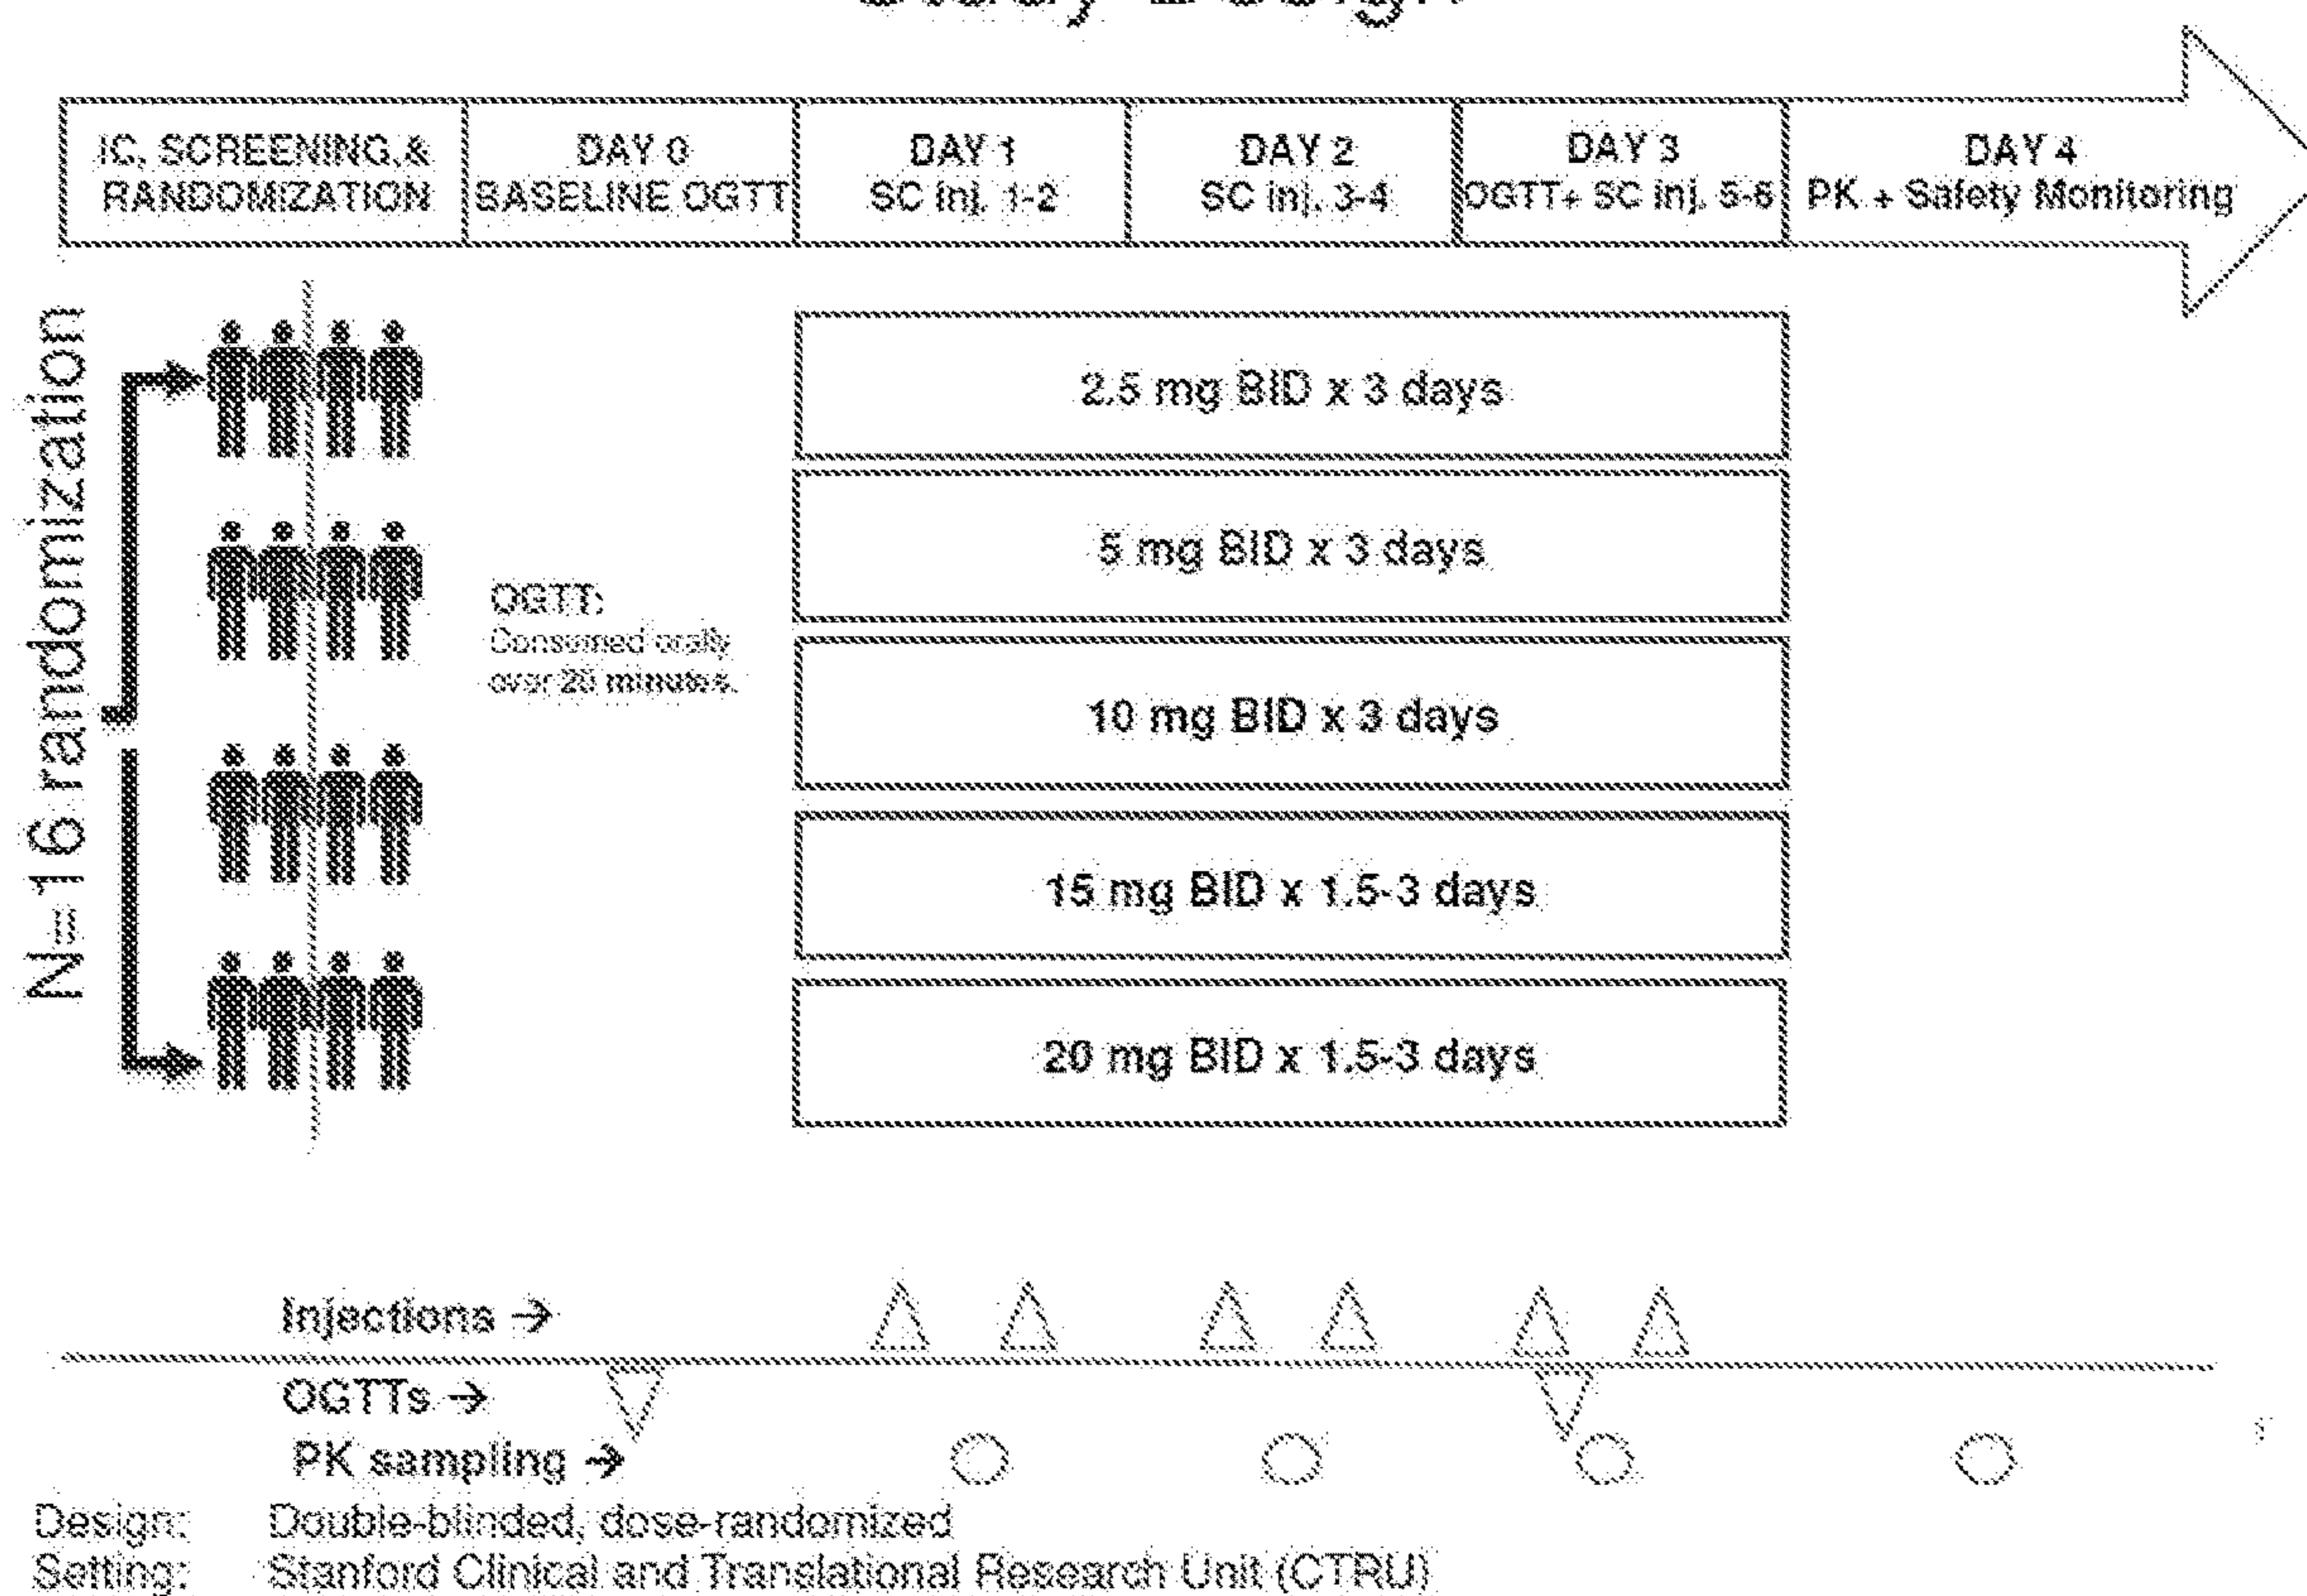 IC, SCREENING, &
RANDOMIZATION
DAY 0
BASELINE OGTT
DAY 1
SC inj. 1-2
DAY 2
SC inj. 3-4
DAY 3
OGTT+ SC inj. 5-6
DAY 4
PK + Safety Monitoring
N=16 randomization
OGTT:
Consumed orally
over 20 minutes.
2.5 mg BID x 3 days
5 mg BID x 3 days
10 mg BID x 3 days
15 mg BID x 1.5-3 days
20 mg BID x 1.5-3 days
Injections →
OGTTs →
PK sampling →
Design: Double-blinded, dose-randomized
Setting: Stanford Clinical and Translational Research Unit (CTRU)